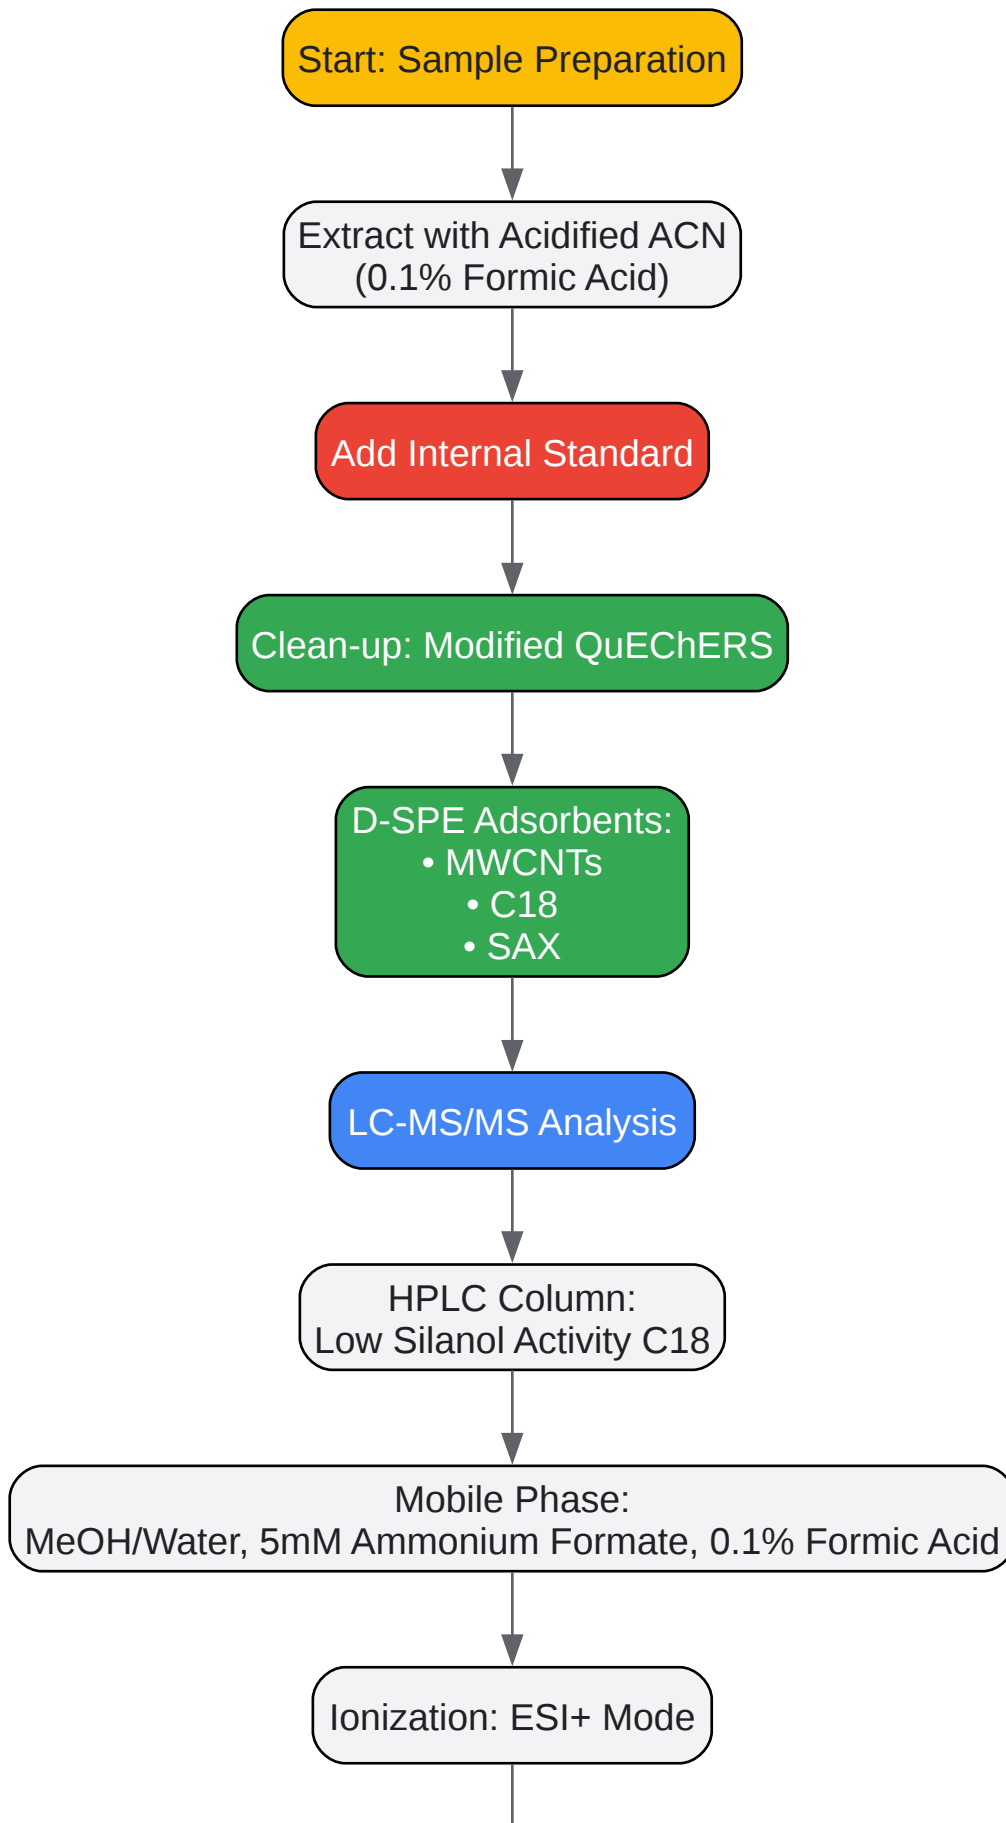 Start: Sample Preparation
Extract with Acidified ACN
(0.1% Formic Acid)
Add Internal Standard
Clean-up: Modified QuEChERS
D-SPE Adsorbents:
• MWCNTs
• C18
• SAX
LC-MS/MS Analysis
HPLC Column:
Low Silanol Activity C18
Mobile Phase:
MeOH/Water, 5mM Ammonium Formate, 0.1% Formic Acid
Ionization: ESI+ Mode